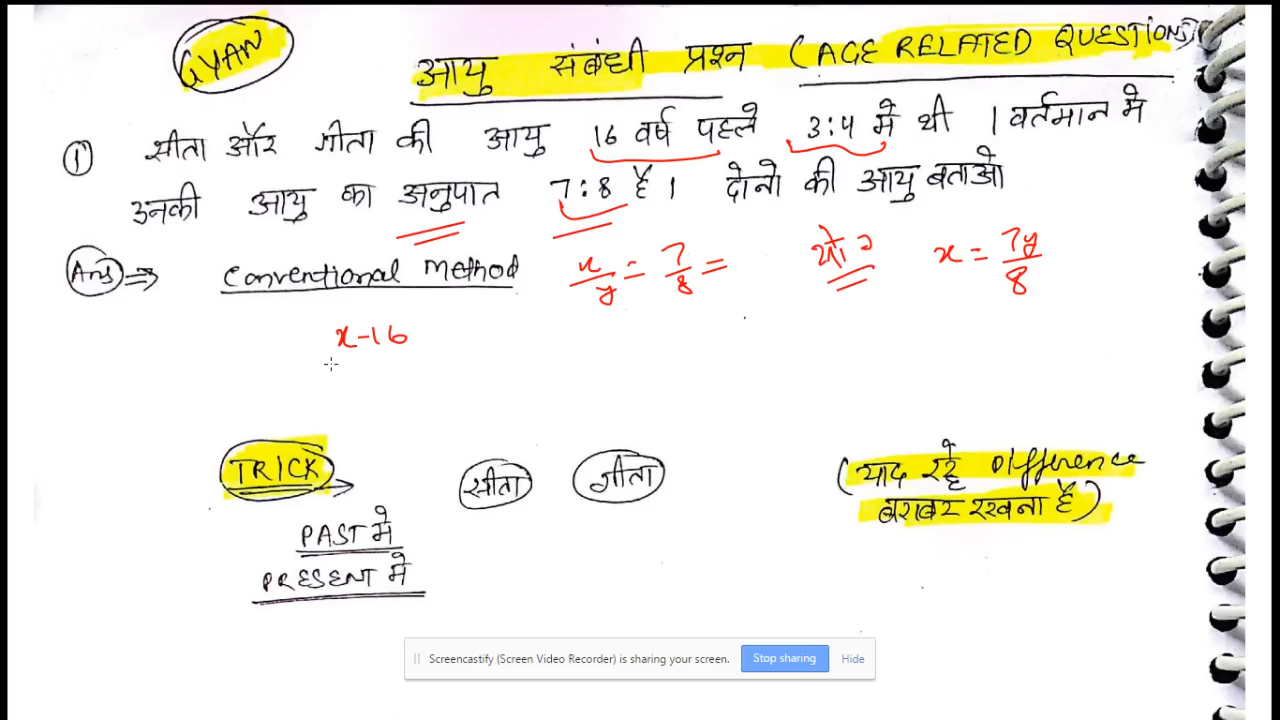 GYAN
आयु संबंधी प्रश्न (AGE RELATED QUESTIONS)
① सीता और गीता की आयु 16 वर्ष पहले 3:4 में थी । वर्तमान मे
उनकी आयु का अनुपात 7:8 है । दोनो की आयु बताओ
Ans ⇒ Conventional Method x/y = 7/8 = x = 7y/8
x-16
TRICK → सीता गीता (याद रहे Difference
बराबर रखना है)
PAST मे
PRESENT मे
Screencastify (Screen Video Recorder) is sharing your screen. Stop sharing Hide